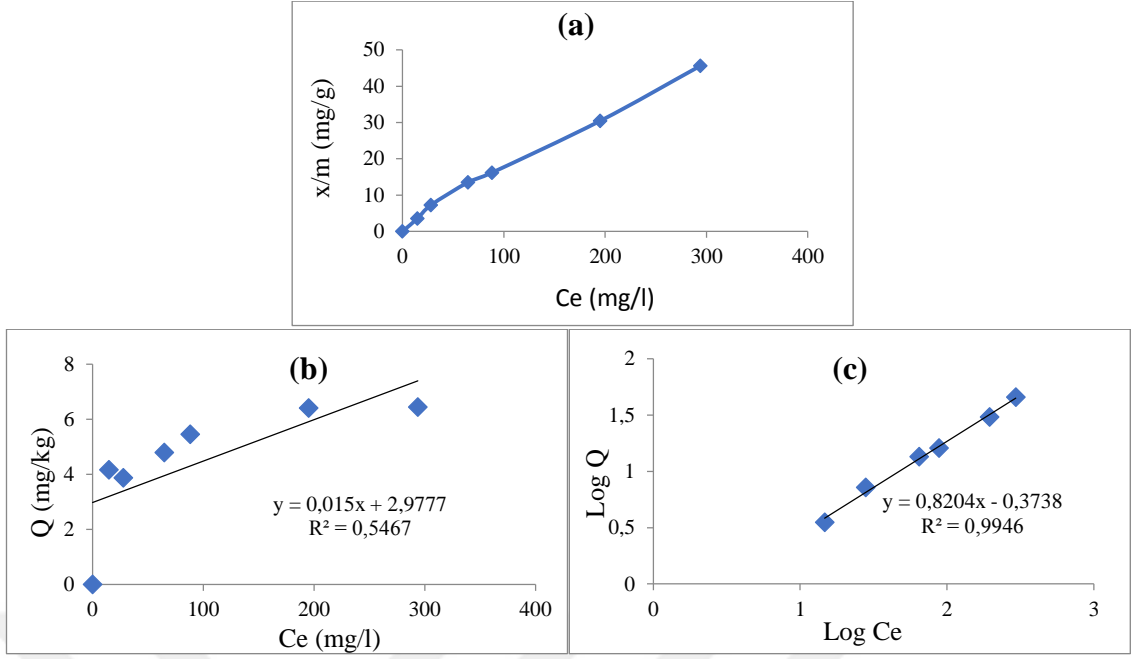 (a)
50
40
30
20
10
0
x/m (mg/g)
0 100 200 300 400
Ce (mg/l)
(b)
8
6
4
2
0
Q (mg/kg)
y = 0,015x + 2,9777
R² = 0,5467
0 100 200 300 400
Ce (mg/l)
(c)
2
1,5
1
0,5
0
Log Q
y = 0,8204x - 0,3738
R² = 0,9946
0 1 2 3
Log Ce